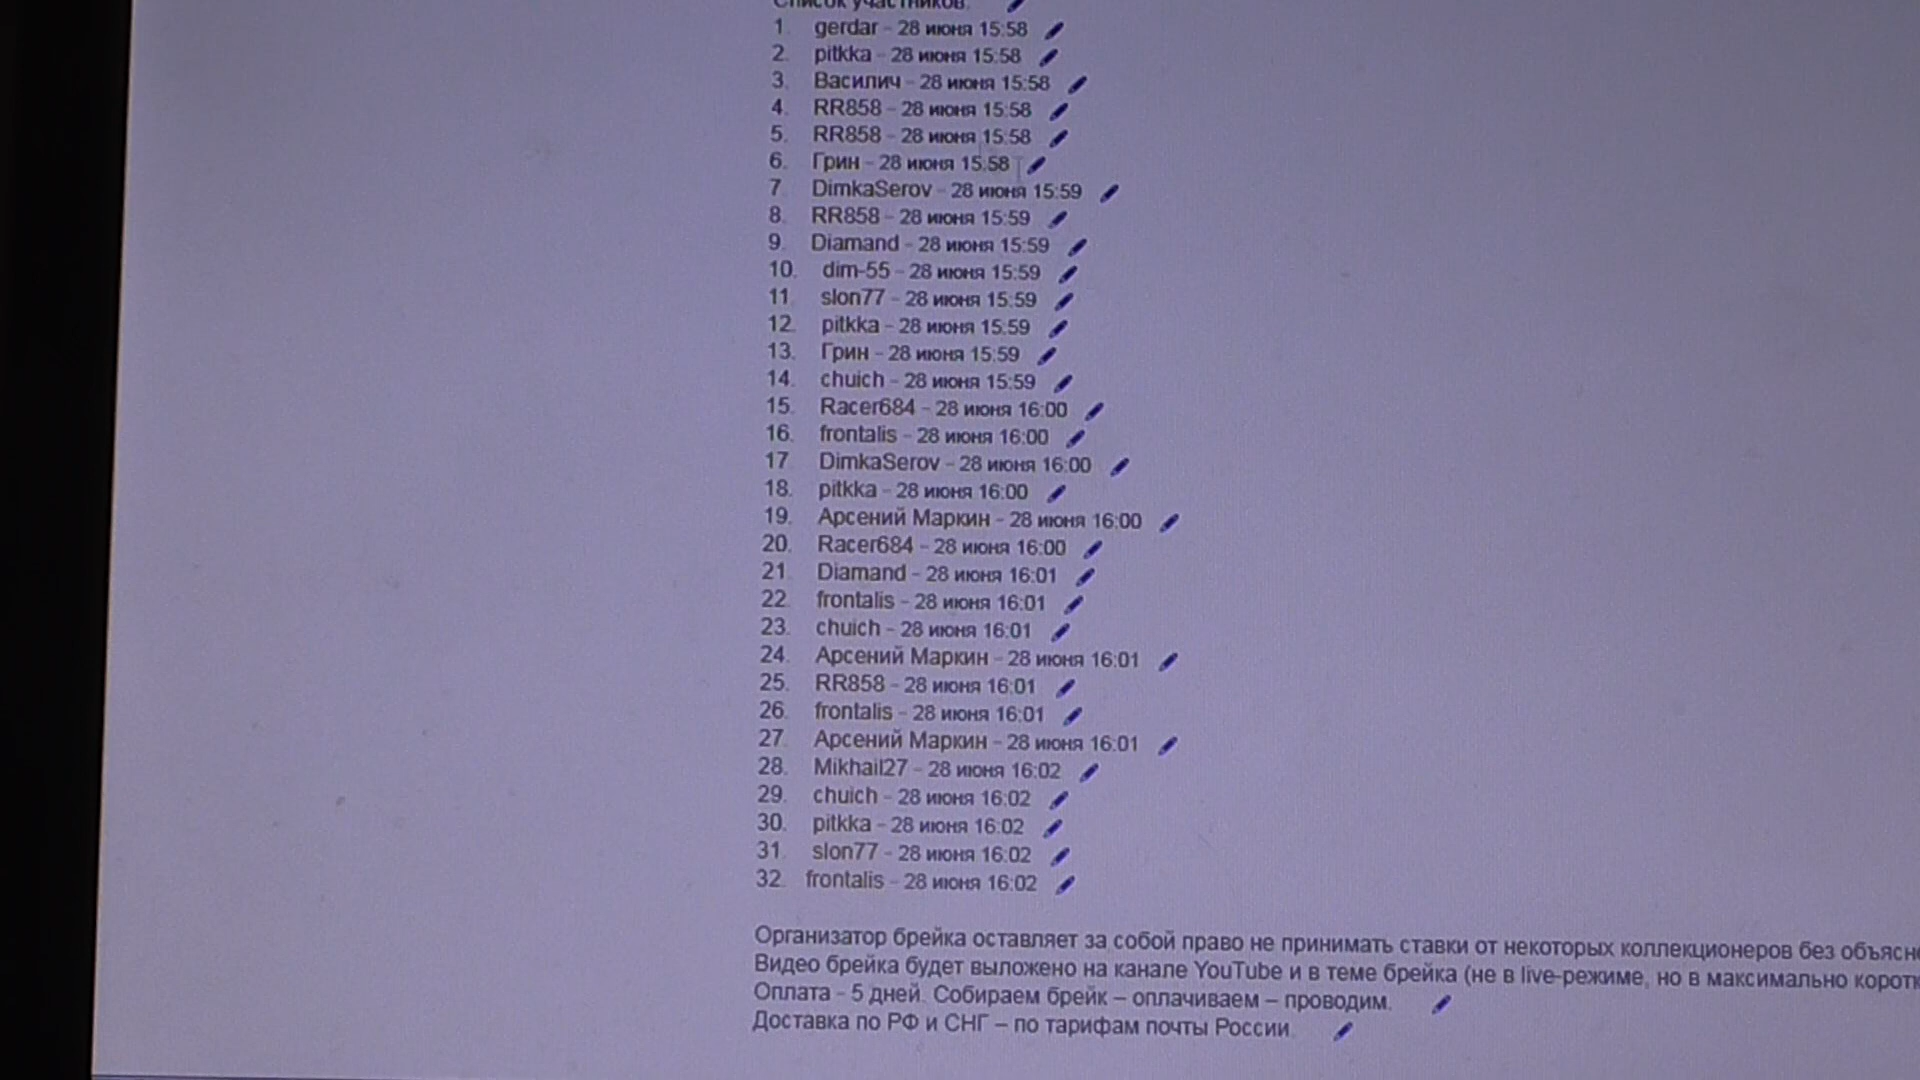 Список участников:
1. gerdar - 28 июня 15:58
2. pitkka - 28 июня 15:58
3. Василич - 28 июня 15:58
4. RR858 - 28 июня 15:58
5. RR858 - 28 июня 15:58
6. Грин - 28 июня 15:58
7. DimkaSerov - 28 июня 15:59
8. RR858 - 28 июня 15:59
9. Diamand - 28 июня 15:59
10. dim-55 - 28 июня 15:59
11. slon77 - 28 июня 15:59
12. pitkka - 28 июня 15:59
13. Грин - 28 июня 15:59
14. chuich - 28 июня 15:59
15. Racer684 - 28 июня 16:00
16. frontalis - 28 июня 16:00
17. DimkaSerov - 28 июня 16:00
18. pitkka - 28 июня 16:00
19. Арсений Маркин - 28 июня 16:00
20. Racer684 - 28 июня 16:00
21. Diamand - 28 июня 16:01
22. frontalis - 28 июня 16:01
23. chuich - 28 июня 16:01
24. Арсений Маркин - 28 июня 16:01
25. RR858 - 28 июня 16:01
26. frontalis - 28 июня 16:01
27. Арсений Маркин - 28 июня 16:01
28. Mikhail27 - 28 июня 16:02
29. chuich - 28 июня 16:02
30. pitkka - 28 июня 16:02
31. slon77 - 28 июня 16:02
32. frontalis - 28 июня 16:02
Организатор брейка оставляет за собой право не принимать ставки от некоторых коллекционеров без
Видео брейка будет выложено на канале YouTube и в теме брейка (не в live-режиме, но в максимально
Оплата - 5 дней. Собираем брейк – оплачиваем – проводим.
Доставка по РФ и СНГ – по тарифам почты России.